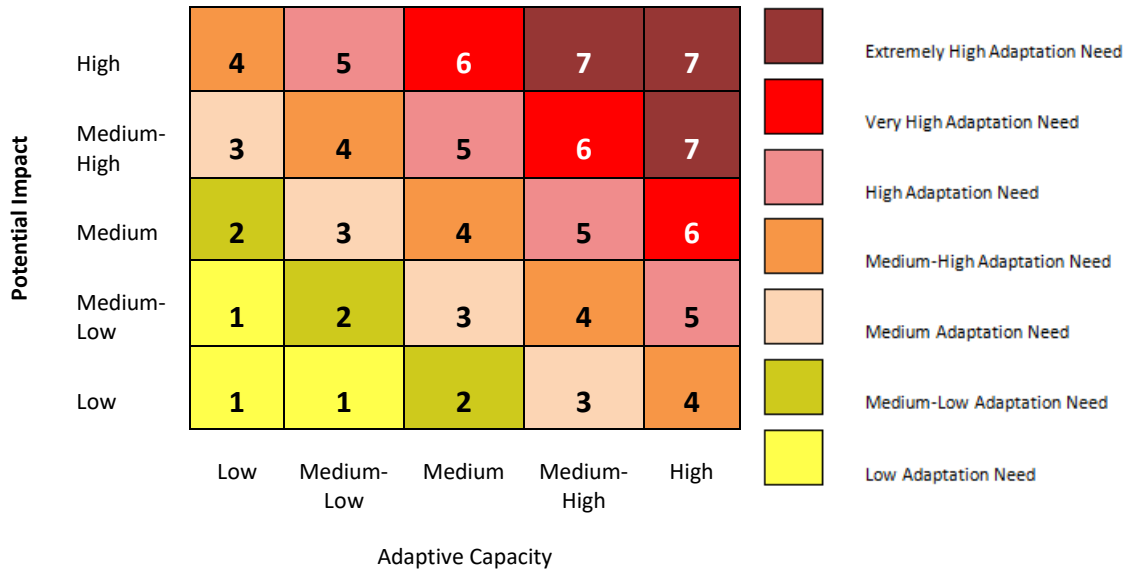 Potential Impact
High
4
5
6
7
7
Medium-
High
3
4
5
6
7
Medium
2
3
4
5
6
Medium-
Low
1
2
3
4
5
Low
1
1
2
3
4
Low
Medium-
Low
Medium
Medium-
High
High
Adaptive Capacity
Extremely High Adaptation Need
Very High Adaptation Need
High Adaptation Need
Medium-High Adaptation Need
Medium Adaptation Need
Medium-Low Adaptation Need
Low Adaptation Need